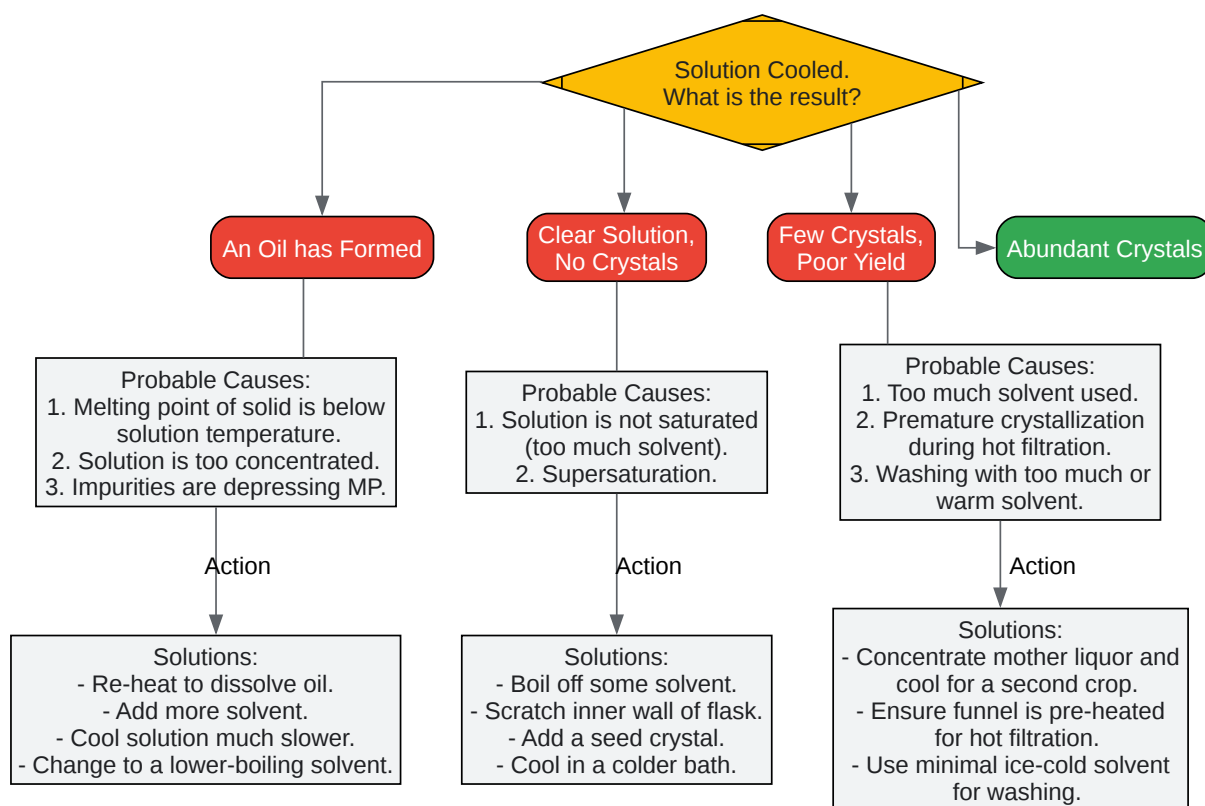 Solution Cooled.
What is the result?
An Oil has Formed
Clear Solution,
No Crystals
Few Crystals,
Poor Yield
Abundant Crystals
Probable Causes:
1. Melting point of solid is below
solution temperature.
2. Solution is too concentrated.
3. Impurities are depressing MP.
Probable Causes:
1. Solution is not saturated
(too much solvent).
2. Supersaturation.
Probable Causes:
1. Too much solvent used.
2. Premature crystallization
during hot filtration.
3. Washing with too much or
warm solvent.
Action
Action
Action
Solutions:
- Re-heat to dissolve oil.
- Add more solvent.
- Cool solution much slower.
- Change to a lower-boiling solvent.
Solutions:
- Boil off some solvent.
- Scratch inner wall of flask.
- Add a seed crystal.
- Cool in a colder bath.
Solutions:
- Concentrate mother liquor and
cool for a second crop.
- Ensure funnel is pre-heated
for hot filtration.
- Use minimal ice-cold solvent
for washing.